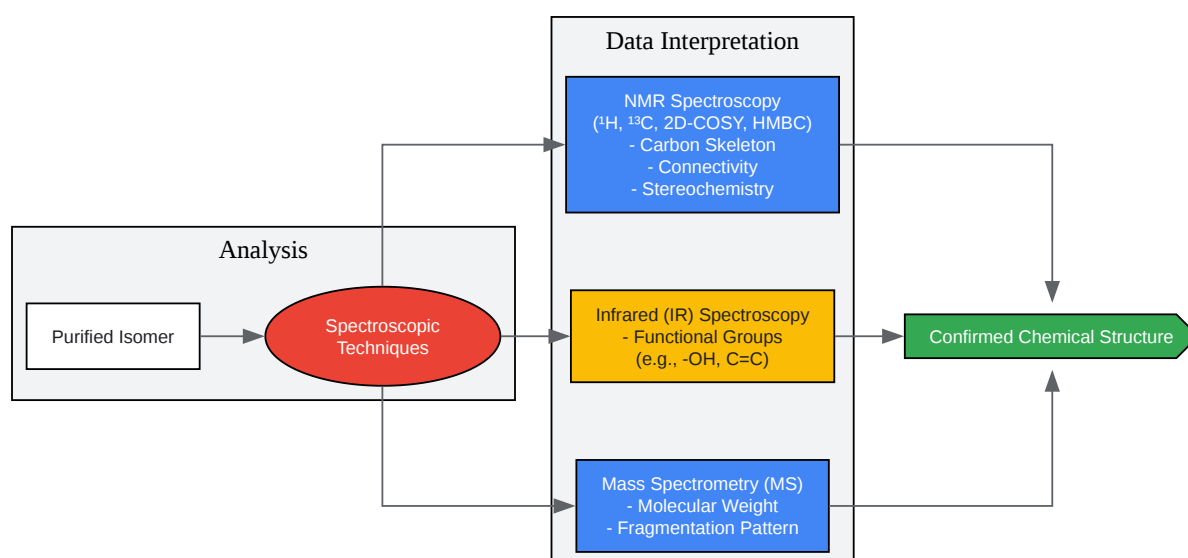 Data Interpretation
NMR Spectroscopy
(¹H, ¹³C, 2D-COSY, HMBC)
- Carbon Skeleton
- Connectivity
- Stereochemistry
Analysis
Purified Isomer
Spectroscopic
Techniques
Infrared (IR) Spectroscopy
- Functional Groups
(e.g., -OH, C=C)
Confirmed Chemical Structure
Mass Spectrometry (MS)
- Molecular Weight
- Fragmentation Pattern